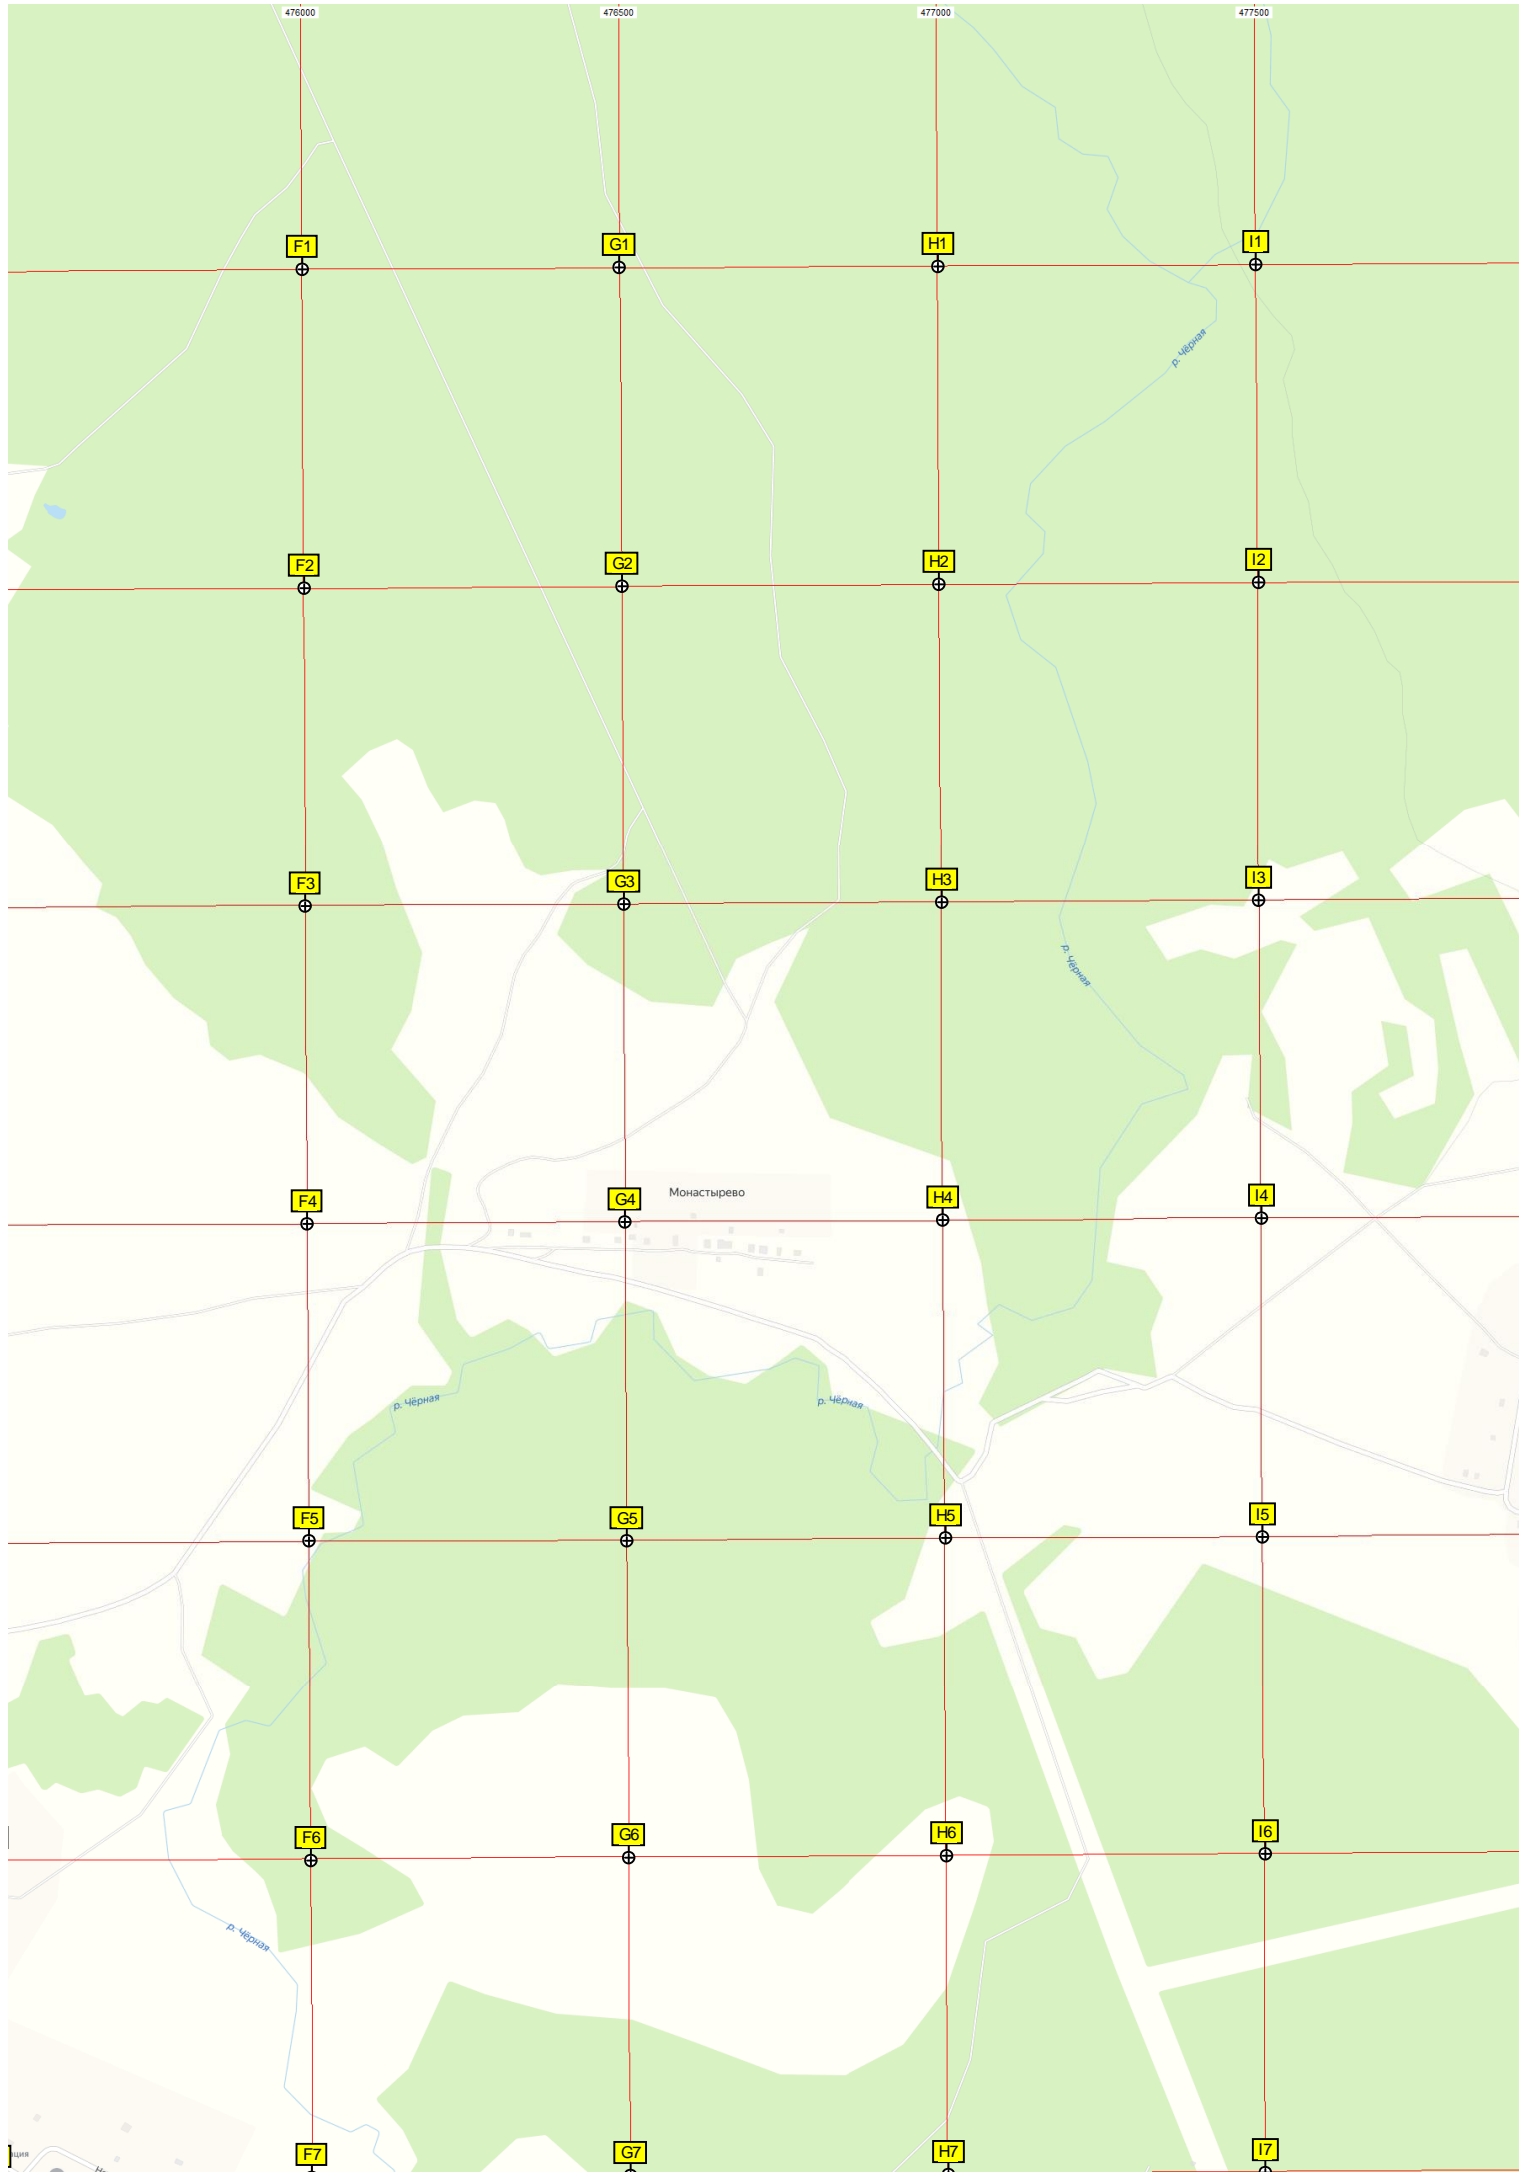 476000 476500 477000 477500
F1 G1 H1 I1
р. Чёрная
F2 G2 H2 I2
F3 G3 H3 I3
р. Чёрная
Монастырево
F4 G4 H4 I4
р. Чёрная р. Чёрная
F5 G5 H5 I5
F6 G6 H6 I6
р. Чёрная
F7 G7 H7 I7